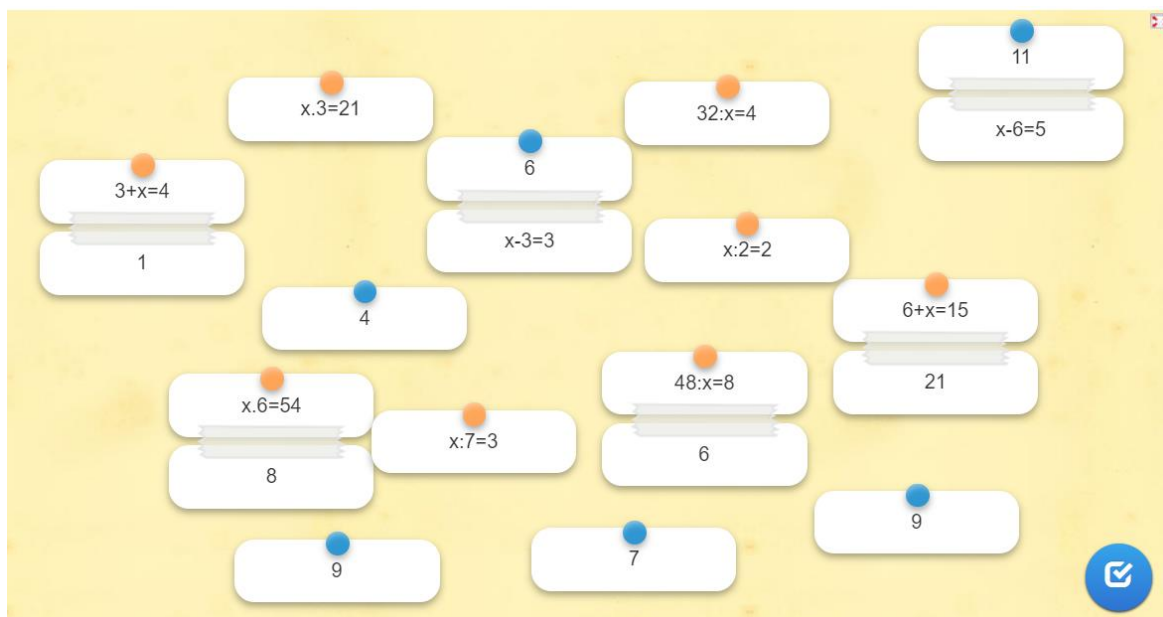 11
x-6=5
x.3=21
32:x=4
6
x-3=3
3+x=4
1
x:2=2
4
6+x=15
21
48:x=8
6
x.6=54
8
x:7=3
9
7
9